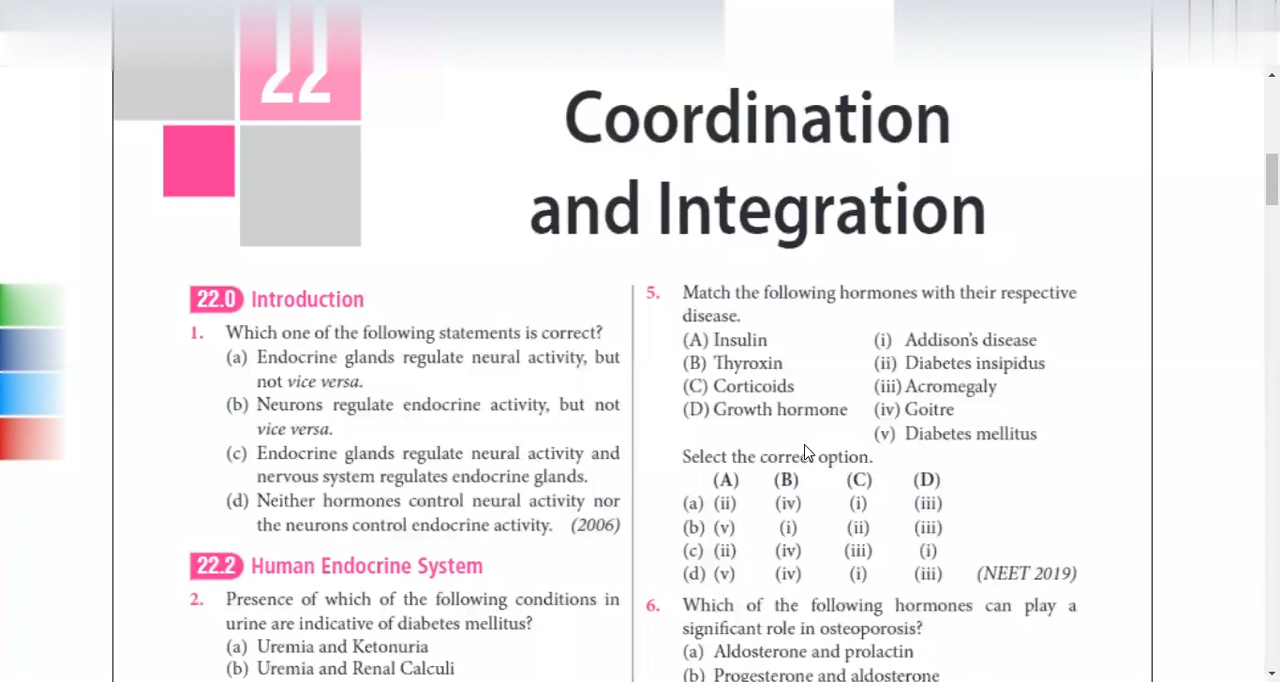 22
Coordination
and Integration
22.0 Introduction
1. Which one of the following statements is correct?
(a) Endocrine glands regulate neural activity, but
not vice versa.
(b) Neurons regulate endocrine activity, but not
vice versa.
(c) Endocrine glands regulate neural activity and
nervous system regulates endocrine glands.
(d) Neither hormones control neural activity nor
the neurons control endocrine activity. (2006)
22.2 Human Endocrine System
2. Presence of which of the following conditions in
urine are indicative of diabetes mellitus?
(a) Uremia and Ketonuria
(b) Uremia and Renal Calculi
5. Match the following hormones with their respective
disease.
(A) Insulin (i) Addison's disease
(B) Thyroxin (ii) Diabetes insipidus
(C) Corticoids (iii) Acromegaly
(D) Growth hormone (iv) Goitre
(v) Diabetes mellitus
Select the correct option.
(A) (B) (C) (D)
(a) (ii) (iv) (i) (iii)
(b) (v) (i) (ii) (iii)
(c) (ii) (iv) (iii) (i)
(d) (v) (iv) (i) (iii) (NEET 2019)
6. Which of the following hormones can play a
significant role in osteoporosis?
(a) Aldosterone and prolactin
(b) Progesterone and aldosterone